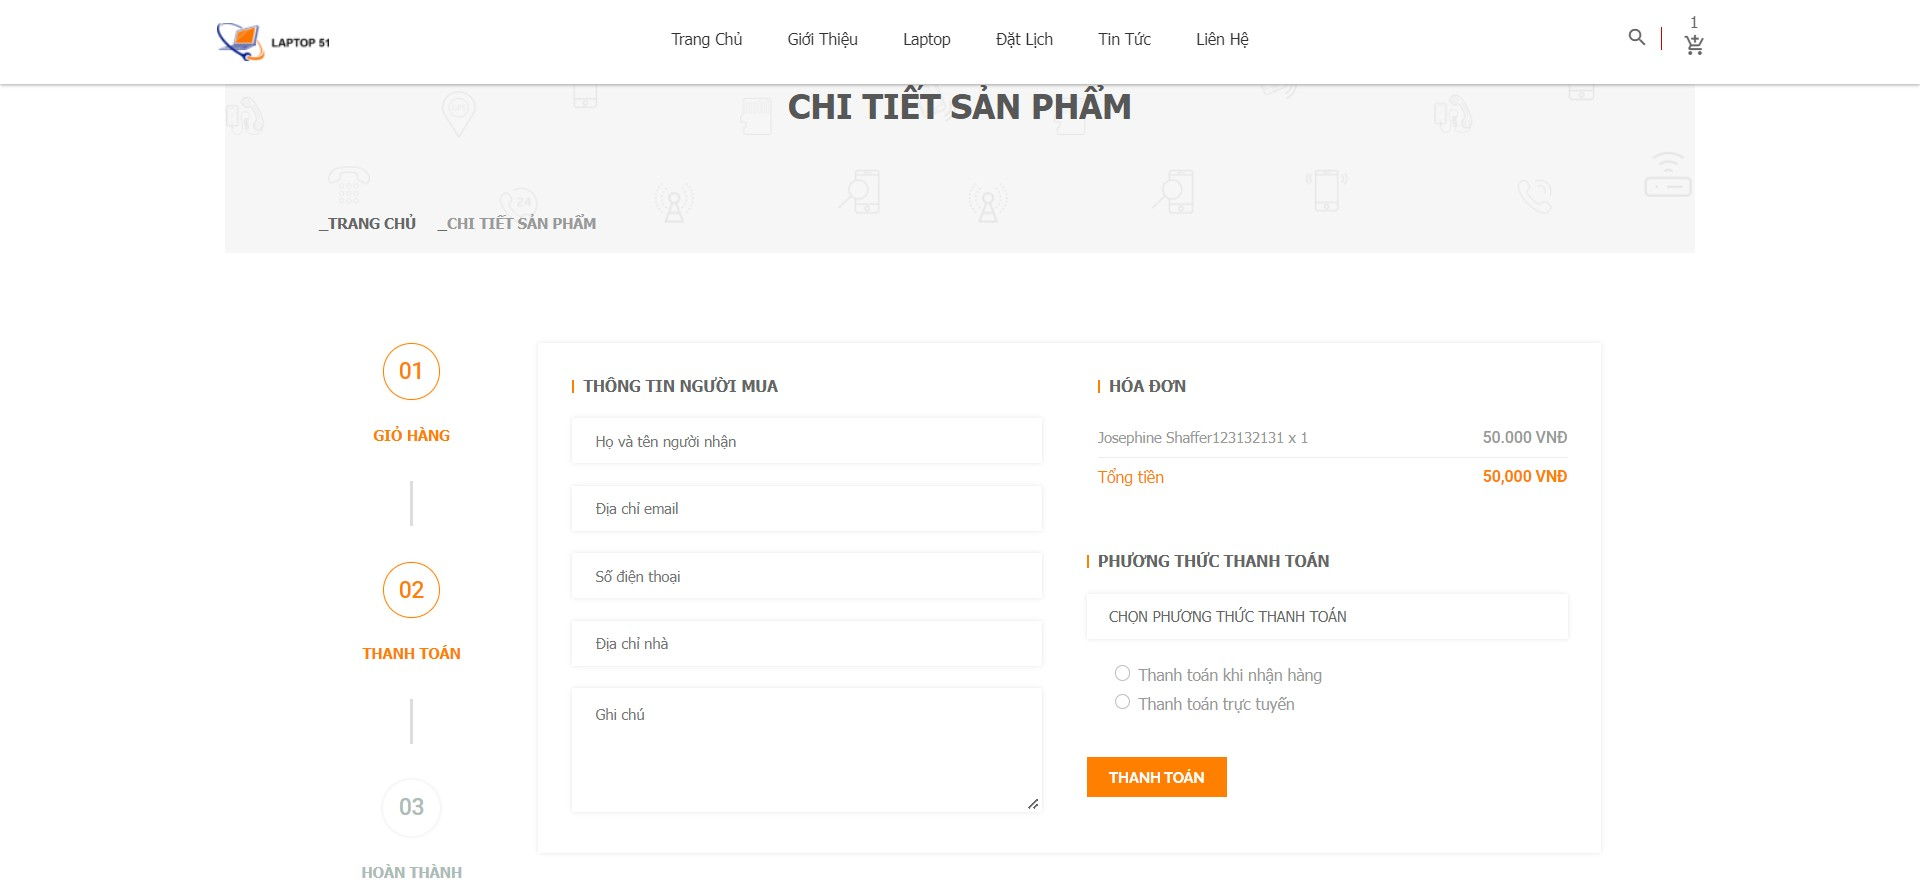 LAPTOP 51
Trang Chủ
Giới Thiệu
Laptop
Đặt Lịch
Tin Tức
Liên Hệ
1
CHI TIẾT SẢN PHẨM
24
_TRANG CHỦ
_CHI TIẾT SẢN PHẨM
01
GIỎ HÀNG
02
THANH TOÁN
03
HOÀN THÀNH
THÔNG TIN NGƯỜI MUA
Họ và tên người nhận
Địa chỉ email
Số điện thoại
Địa chỉ nhà
Ghi chú
HÓA ĐƠN
Josephine Shaffer123132131 x 1 50.000 VNĐ
Tổng tiền 50,000 VNĐ
PHƯƠNG THỨC THANH TOÁN
CHỌN PHƯƠNG THỨC THANH TOÁN
Thanh toán khi nhận hàng
Thanh toán trực tuyến
THANH TOÁN